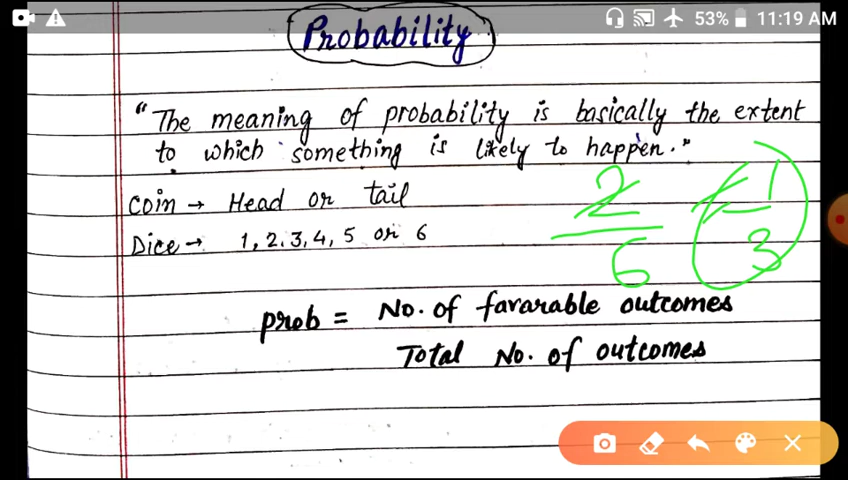 53% 11:19 AM
Probability
"The meaning of probability is basically the extent
to which something is likely to happen."
Coin → Head or tail
Dice → 1, 2, 3, 4, 5 or 6
2/6 = 1/3
prob = No. of favarable outcomes
Total No. of outcomes